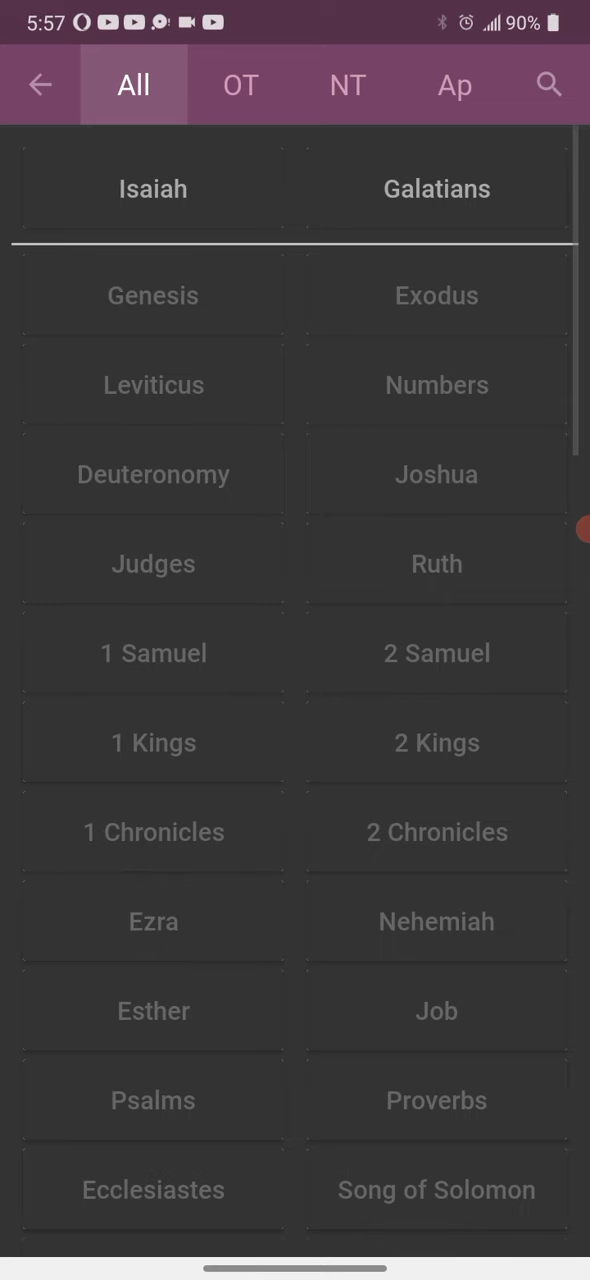 5:57 90%
All OT NT Ap
Isaiah Galatians
Genesis Exodus
Leviticus Numbers
Deuteronomy Joshua
Judges Ruth
1 Samuel 2 Samuel
1 Kings 2 Kings
1 Chronicles 2 Chronicles
Ezra Nehemiah
Esther Job
Psalms Proverbs
Ecclesiastes Song of Solomon